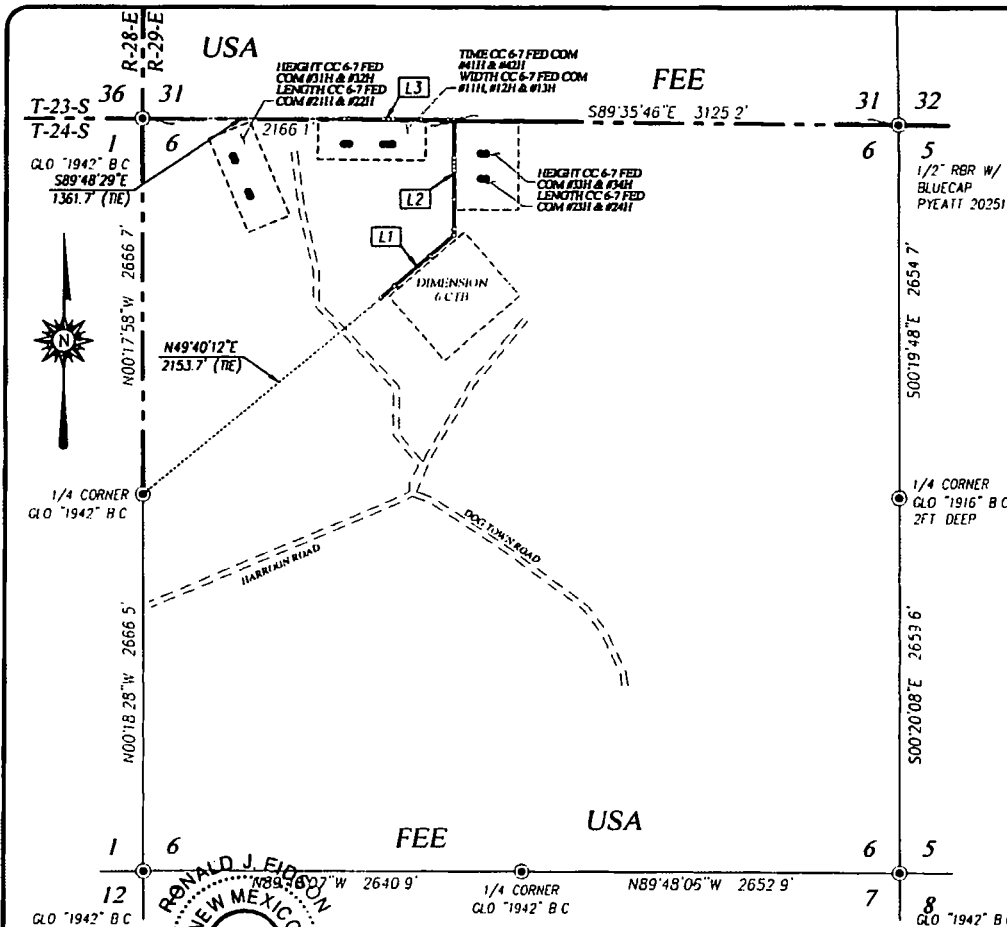 R-28-E
R-29-E
USA
HEIGHT CC 6-7 FED
COM #31H & #32H
LENGTH CC 6-7 FED
COM #21H & #22H
TIME CC 6-7 FED COM
#41H & #42H
WIDTH CC 6-7 FED COM
#11H, #12H & #13H
FEE
36 31
T-23-S
T-24-S
1 6
L3
2166 1'
S89°35'46"E 3125 2'
31 32
6 5
GLO "1942" B C
S89°48'29"E
1361.7' (TIE)
1/2" RBR W/
BLUECAP
PYEATT 20251
HEIGHT CC 6-7 FED
COM #33H & #34H
LENGTH CC 6-7 FED
COM #23H & #24H
L2
L1
DIMENSION
6 CTB
N00°17'58"W 2666 7'
N
N49°40'12"E
2153.7' (TIE)
S00°19'48"E 2654 7'
1/4 CORNER
GLO "1942" B C
1/4 CORNER
GLO "1916" B C
2FT DEEP
HARROUN ROAD
DOG TOWN ROAD
N00°18 28"W 2666 5'
S00°20'08"E 2659 6'
FEE
USA
1 6
6 5
12
7 8
GLO "1942" B C
2640 9'
1/4 CORNER
GLO "1942" B C
N89°48'05"W 2652 9'
GLO "1942" B C
RONALD J. EIDSON
NEW MEXICO